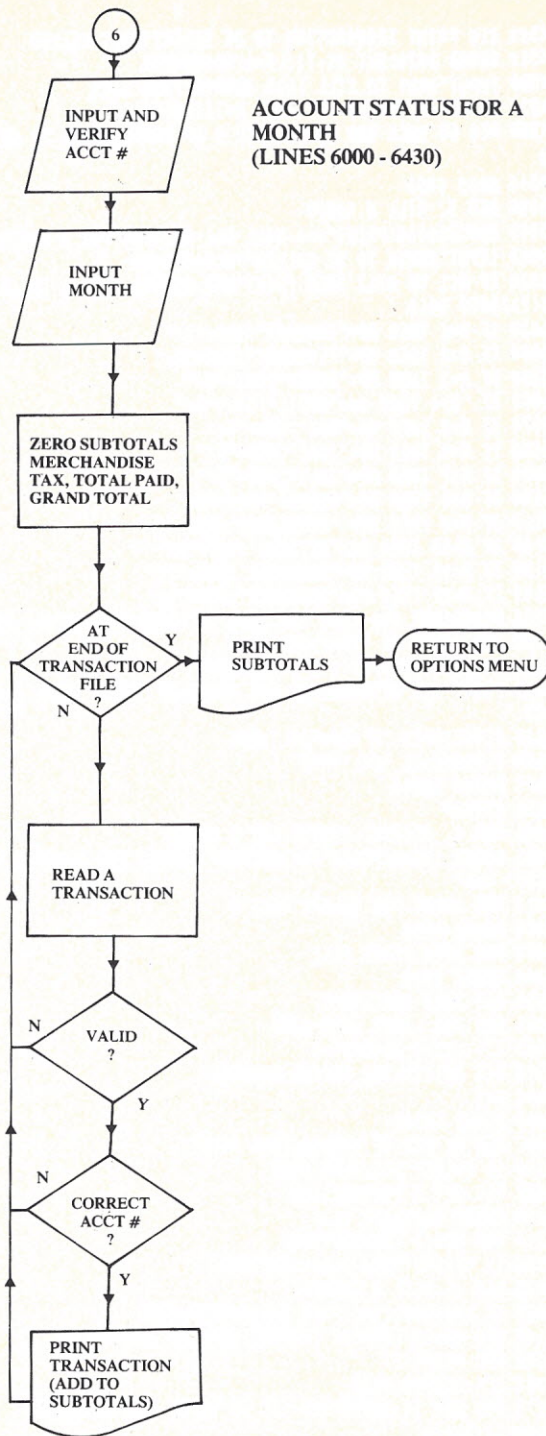 6
INPUT AND
VERIFY
ACCT #
ACCOUNT STATUS FOR A
MONTH
(LINES 6000 - 6430)
INPUT
MONTH
ZERO SUBTOTALS
MERCHANDISE
TAX, TOTAL PAID,
GRAND TOTAL
AT
END OF
TRANSACTION
FILE
?
Y
N
PRINT
SUBTOTALS
RETURN TO
OPTIONS MENU
READ A
TRANSACTION
N
VALID
?
Y
N
CORRECT
ACCT #
?
Y
PRINT
TRANSACTION
(ADD TO
SUBTOTALS)